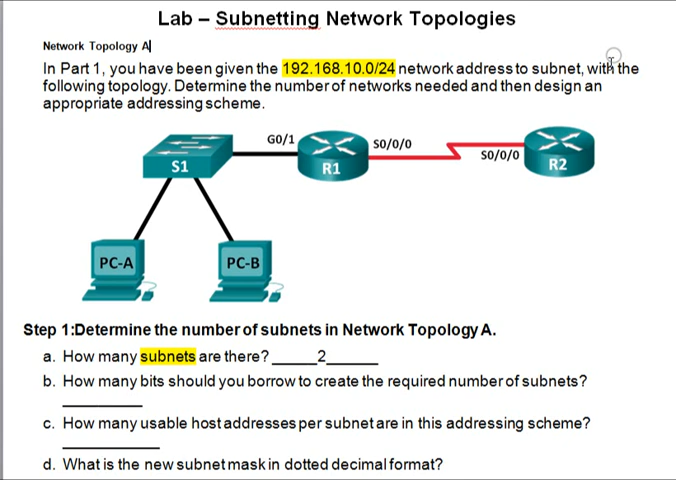 Lab – Subnetting Network Topologies
Network Topology A
In Part 1, you have been given the 192.168.10.0/24 network address to subnet, with the
following topology. Determine the number of networks needed and then design an
appropriate addressing scheme.
G0/1
S0/0/0
S0/0/0
S1
R1
R2
PC-A
PC-B
Step 1:Determine the number of subnets in Network Topology A.
a. How many subnets are there? _____2______
b. How many bits should you borrow to create the required number of subnets?
_________
c. How many usable host addresses per subnet are in this addressing scheme?
___________
d. What is the new subnet mask in dotted decimal format?